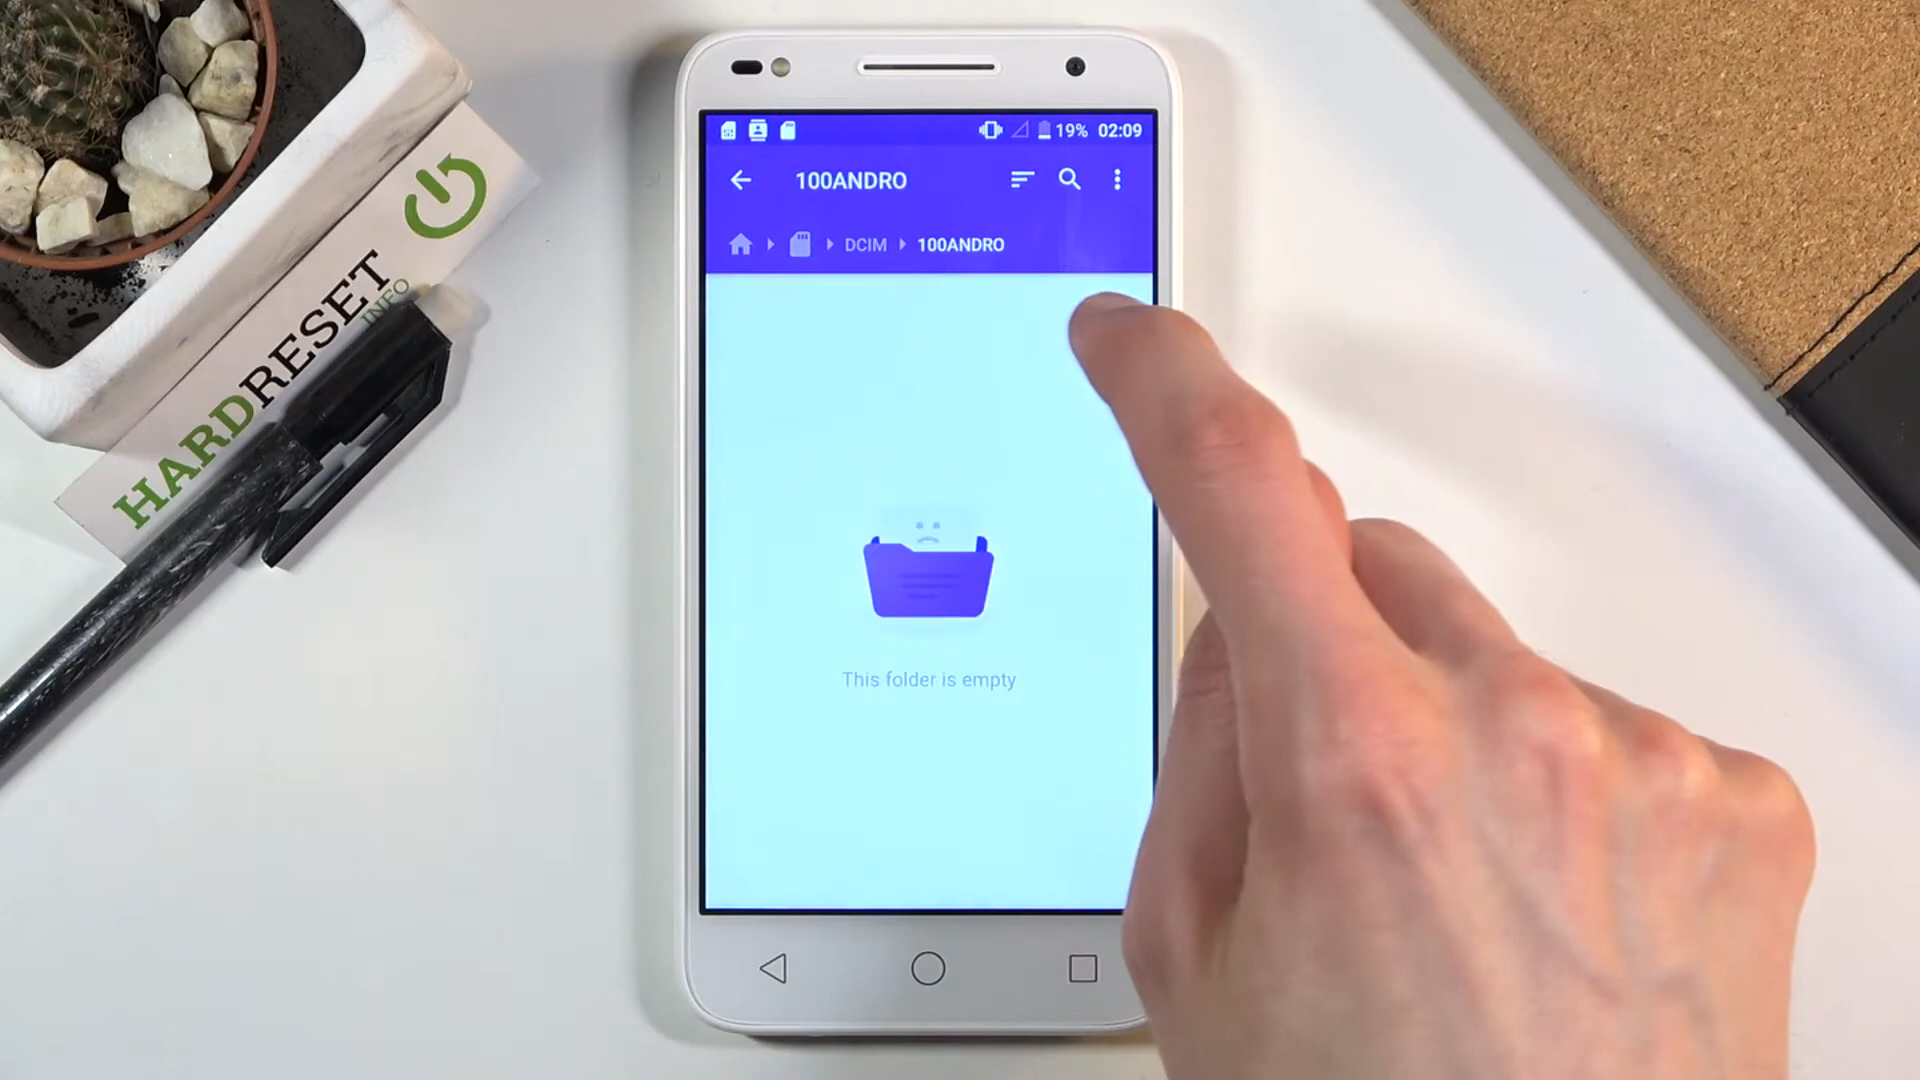 19% 02:09
100ANDRO
DCIM 100ANDRO
This folder is empty
HARDRESET
INFO